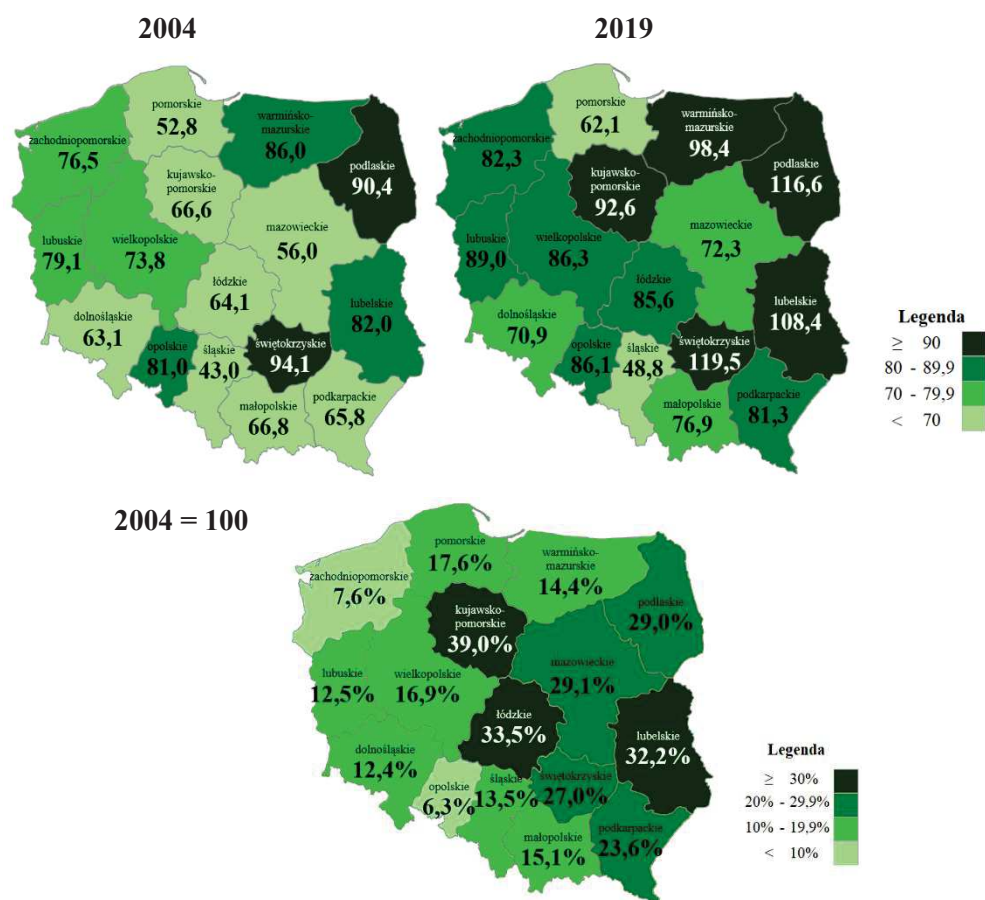 2004
pomorskie
52,8
warmińsko-
mazurskie
86,0
zachodniopomorskie
76,5
podlaskie
90,4
kujawsko-
pomorskie
66,6
mazowieckie
56,0
lubuskie
79,1
wielkopolskie
73,8
łódzkie
64,1
lubelskie
82,0
dolnośląskie
63,1
opolskie
81,0
śląskie
43,0
świętokrzyskie
94,1
małopolskie
66,8
podkarpackie
65,8
2019
pomorskie
62,1
warmińsko-
mazurskie
98,4
zachodniopomorskie
82,3
podlaskie
116,6
kujawsko-
pomorskie
92,6
mazowieckie
72,3
lubuskie
89,0
wielkopolskie
86,3
łódzkie
85,6
lubelskie
108,4
dolnośląskie
70,9
opolskie
86,1
śląskie
48,8
świętokrzyskie
119,5
małopolskie
76,9
podkarpackie
81,3
Legenda
≥ 90
80 - 89,9
70 - 79,9
< 70
2004 = 100
pomorskie
17,6%
warmińsko-
mazurskie
14,4%
zachodniopomorskie
7,6%
podlaskie
29,0%
kujawsko-
pomorskie
39,0%
mazowieckie
29,1%
lubuskie
12,5%
wielkopolskie
16,9%
łódzkie
33,5%
lubelskie
32,2%
dolnośląskie
12,4%
opolskie
6,3%
śląskie
13,5%
świętokrzyskie
27,0%
małopolskie
15,1%
podkarpackie
23,6%
Legenda
≥ 30%
20% - 29,9%
10% - 19,9%
< 10%